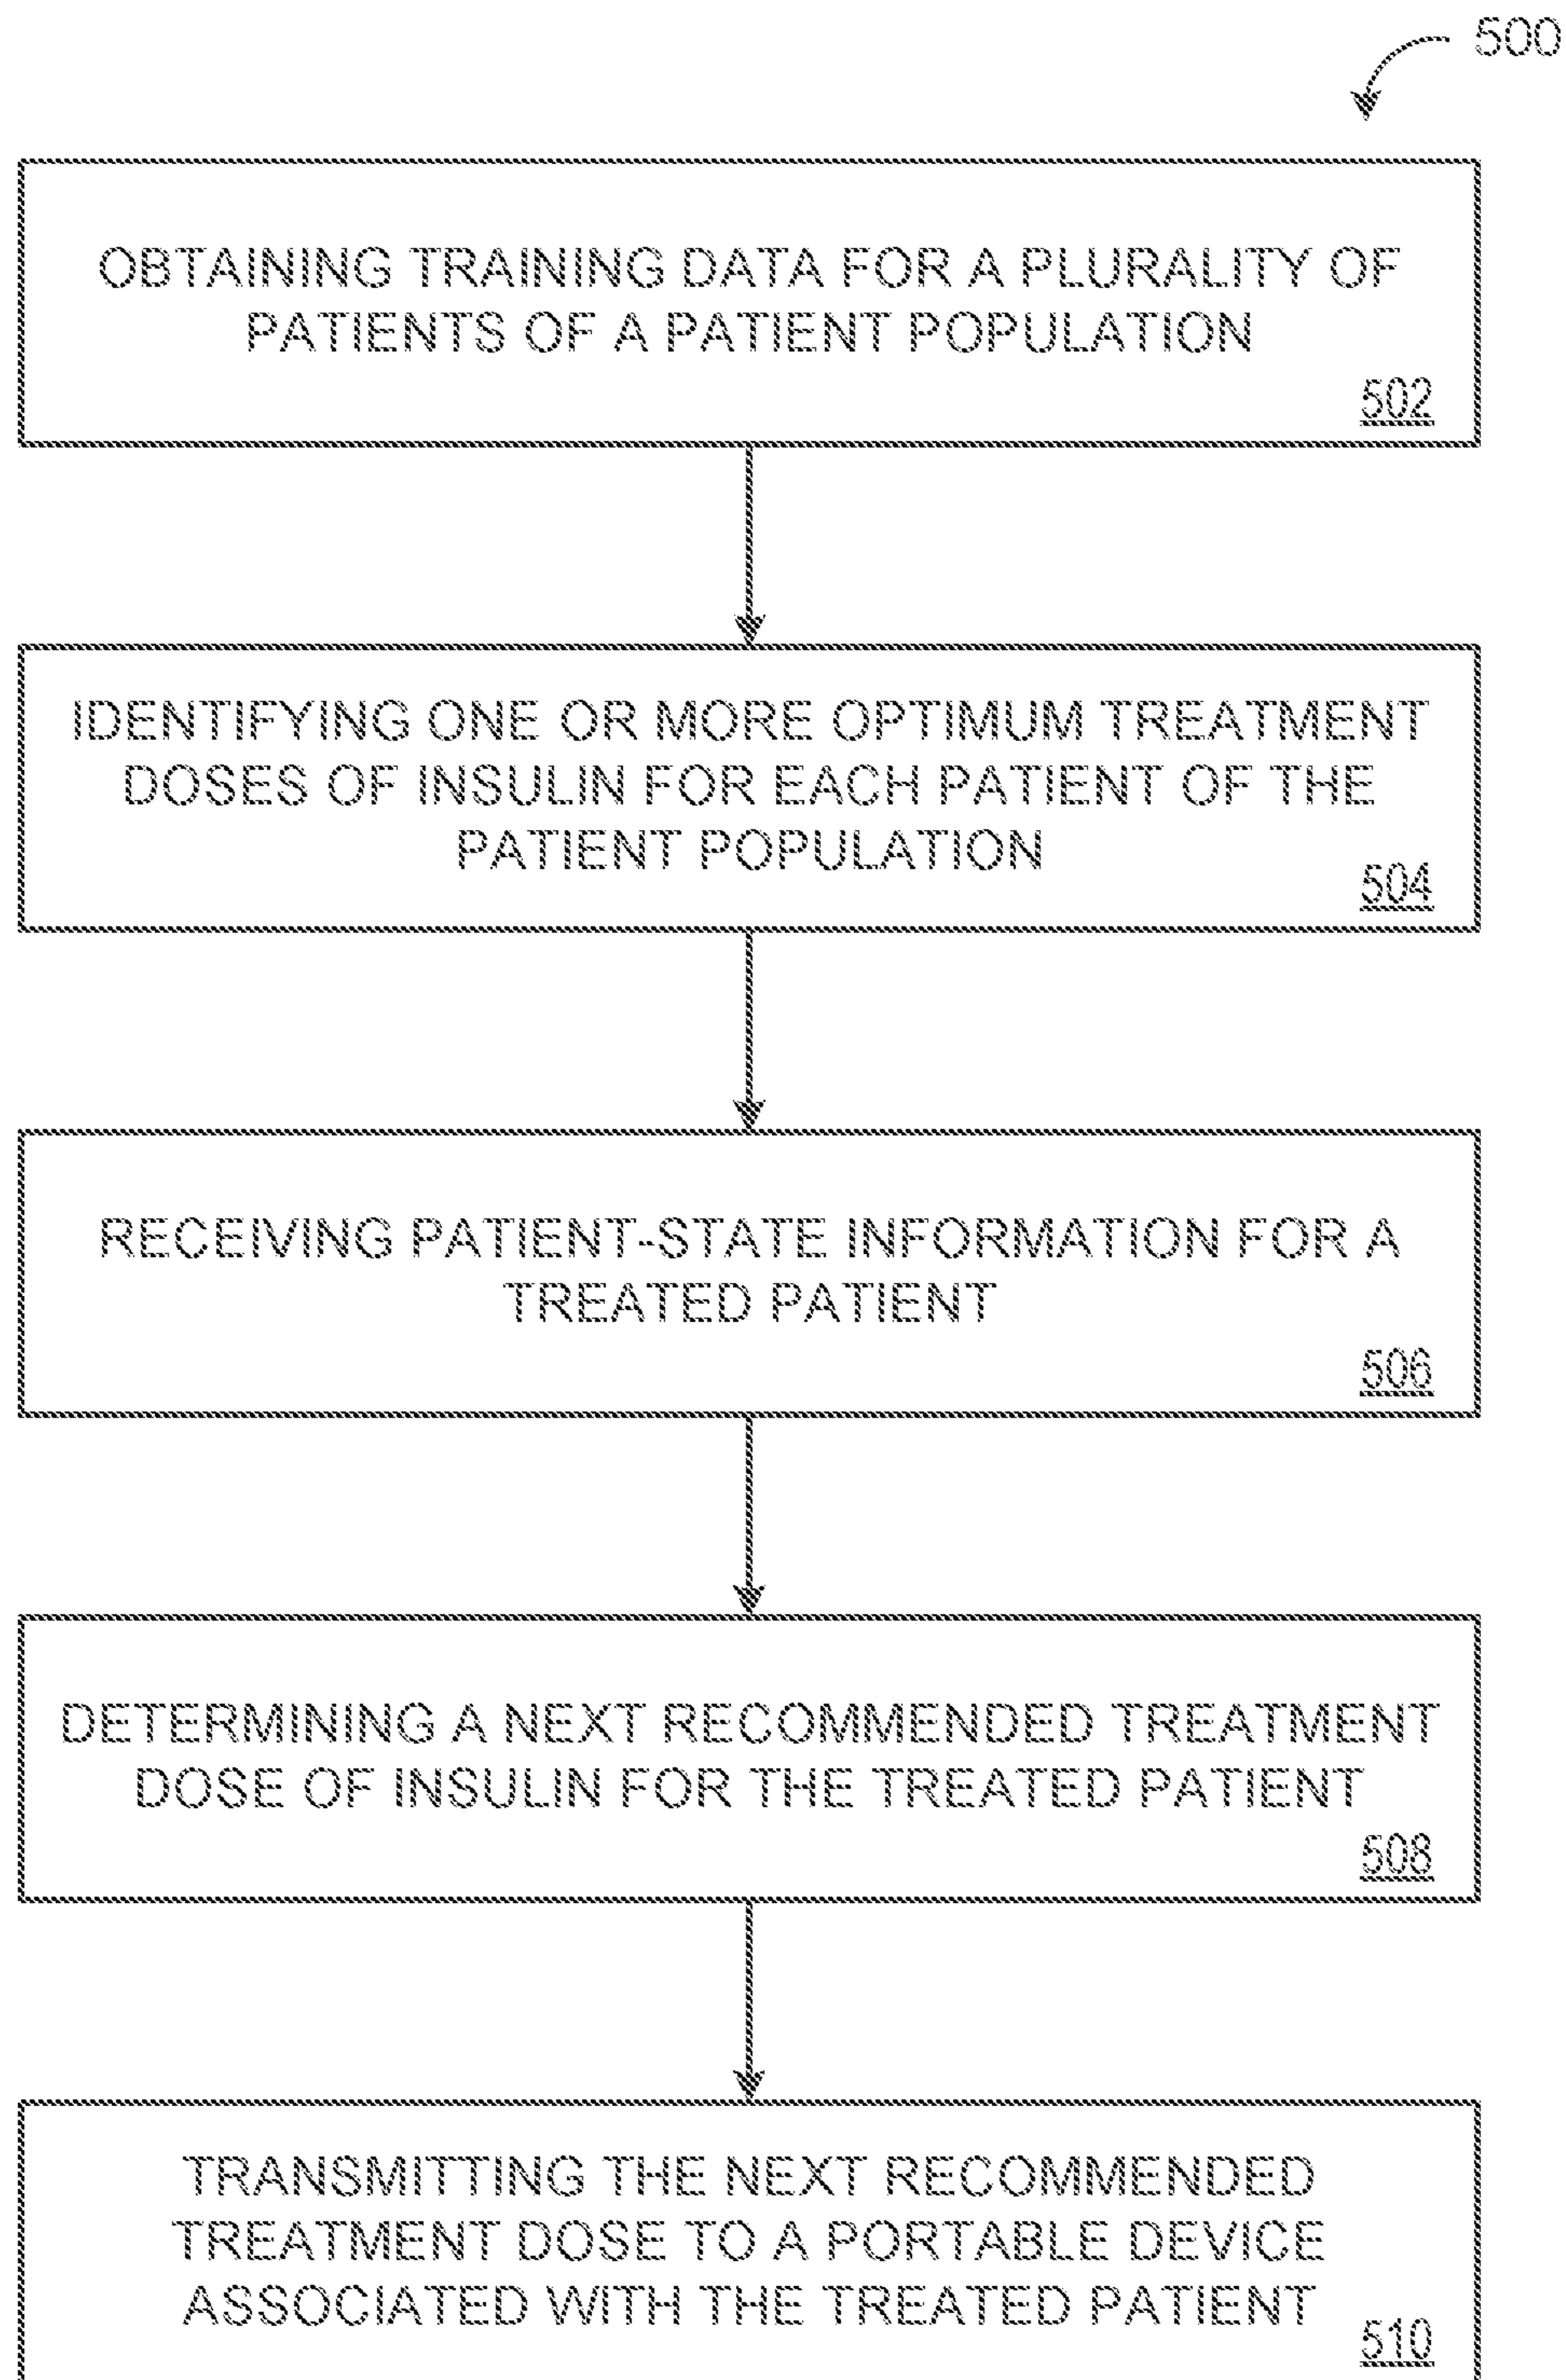 500
OBTAINING TRAINING DATA FOR A PLURALITY OF
PATIENTS OF A PATIENT POPULATION
502
IDENTIFYING ONE OR MORE OPTIMUM TREATMENT
DOSES OF INSULIN FOR EACH PATIENT OF THE
PATIENT POPULATION
504
RECEIVING PATIENT-STATE INFORMATION FOR A
TREATED PATIENT
506
DETERMINING A NEXT RECOMMENDED TREATMENT
DOSE OF INSULIN FOR THE TREATED PATIENT
508
TRANSMITTING THE NEXT RECOMMENDED
TREATMENT DOSE TO A PORTABLE DEVICE
ASSOCIATED WITH THE TREATED PATIENT
510